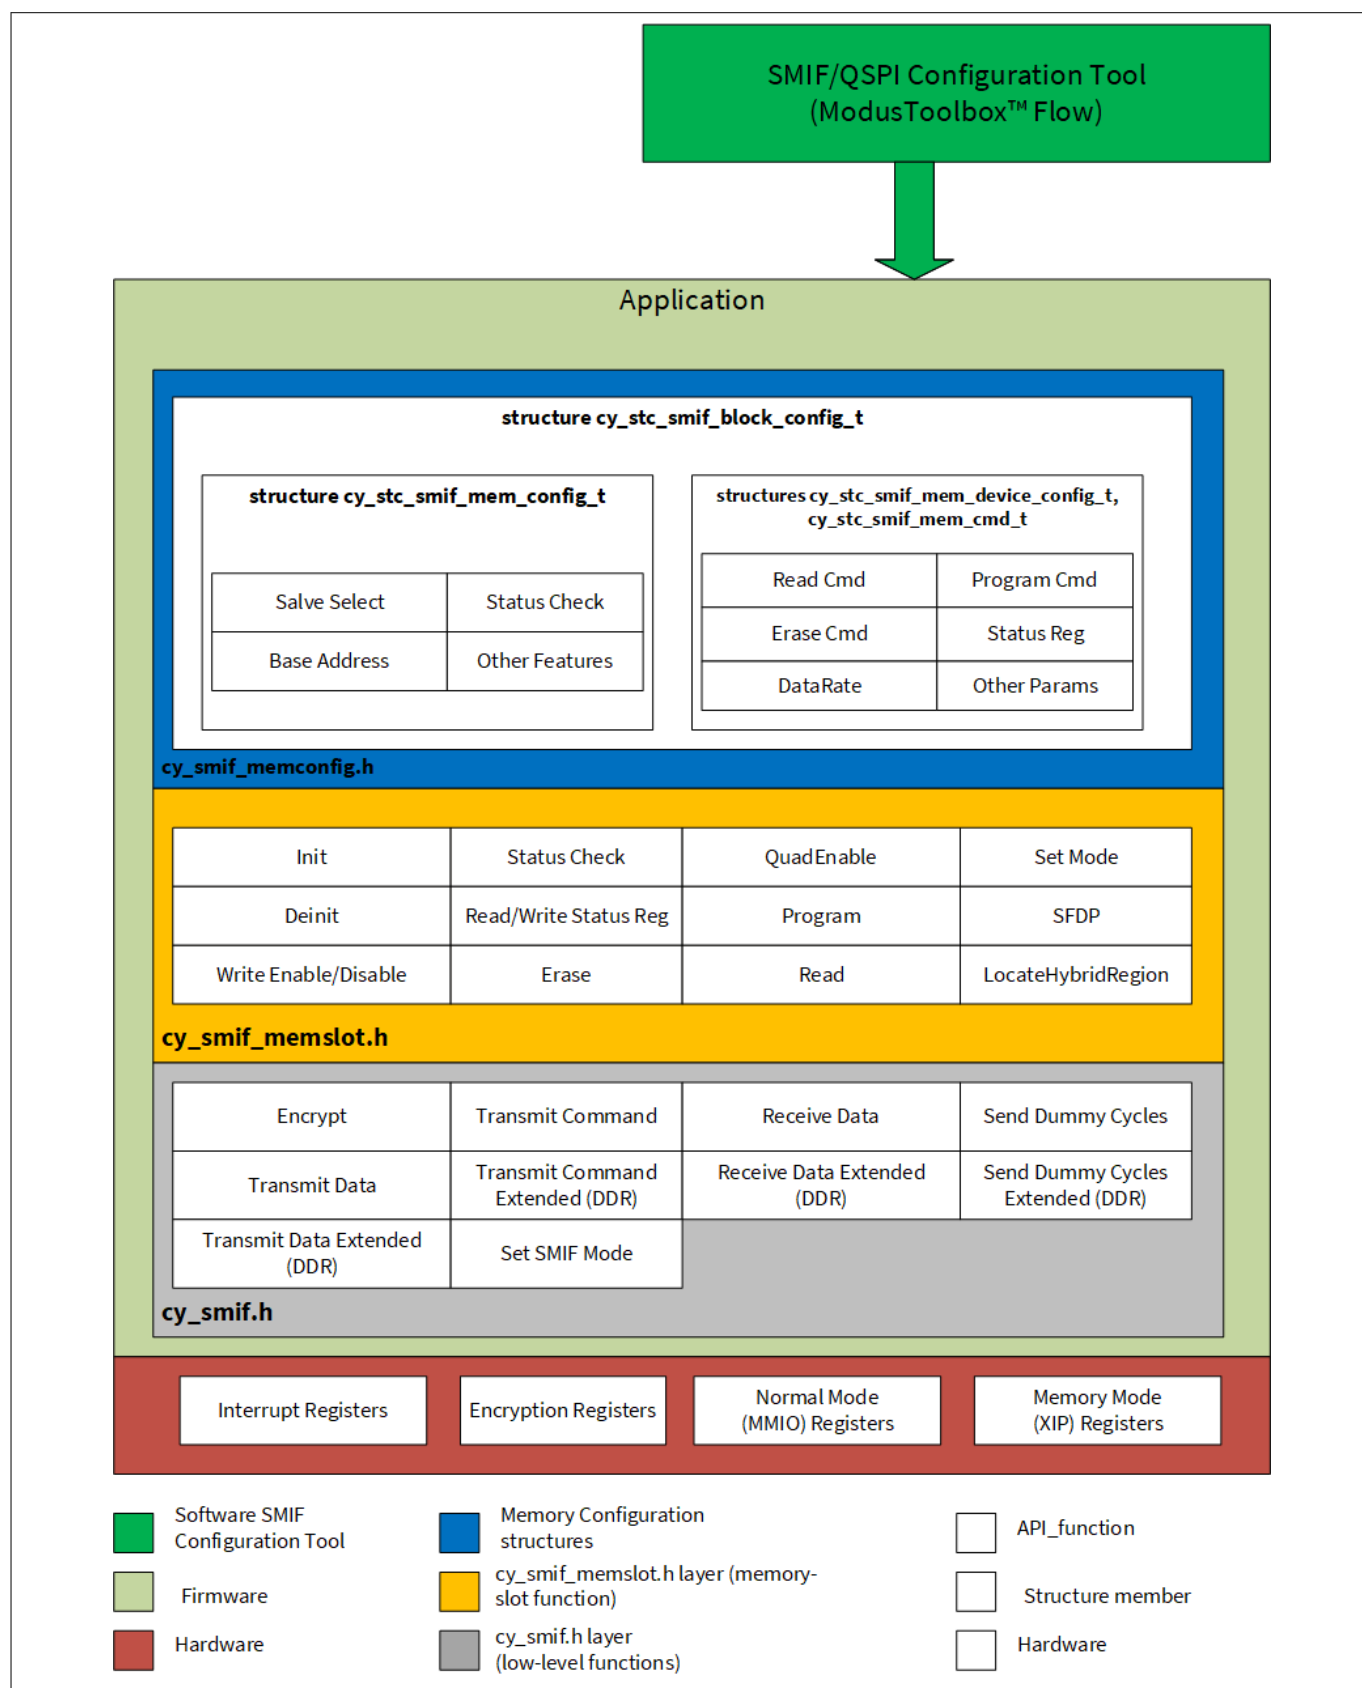 SMIF/QSPI Configuration Tool
(ModusToolbox™ Flow)
Application
structure cy_stc_smif_block_config_t
structure cy_stc_smif_mem_config_t
Salve Select
Status Check
Base Address
Other Features
structures cy_stc_smif_mem_device_config_t,
cy_stc_smif_mem_cmd_t
Read Cmd
Program Cmd
Erase Cmd
Status Reg
DataRate
Other Params
cy_smif_memconfig.h
Init
Status Check
QuadEnable
Set Mode
Deinit
Read/Write Status Reg
Program
SFDP
Write Enable/Disable
Erase
Read
LocateHybridRegion
cy_smif_memslot.h
Encrypt
Transmit Command
Receive Data
Send Dummy Cycles
Transmit Data
Transmit Command
Extended (DDR)
Receive Data Extended
(DDR)
Send Dummy Cycles
Extended (DDR)
Transmit Data Extended
(DDR)
Set SMIF Mode
cy_smif.h
Interrupt Registers
Encryption Registers
Normal Mode
(MMIO) Registers
Memory Mode
(XIP) Registers
Software SMIF
Configuration Tool
Memory Configuration
structures
API_function
Firmware
cy_smif_memslot.h layer (memory-
slot function)
Structure member
Hardware
cy_smif.h layer
(low-level functions)
Hardware